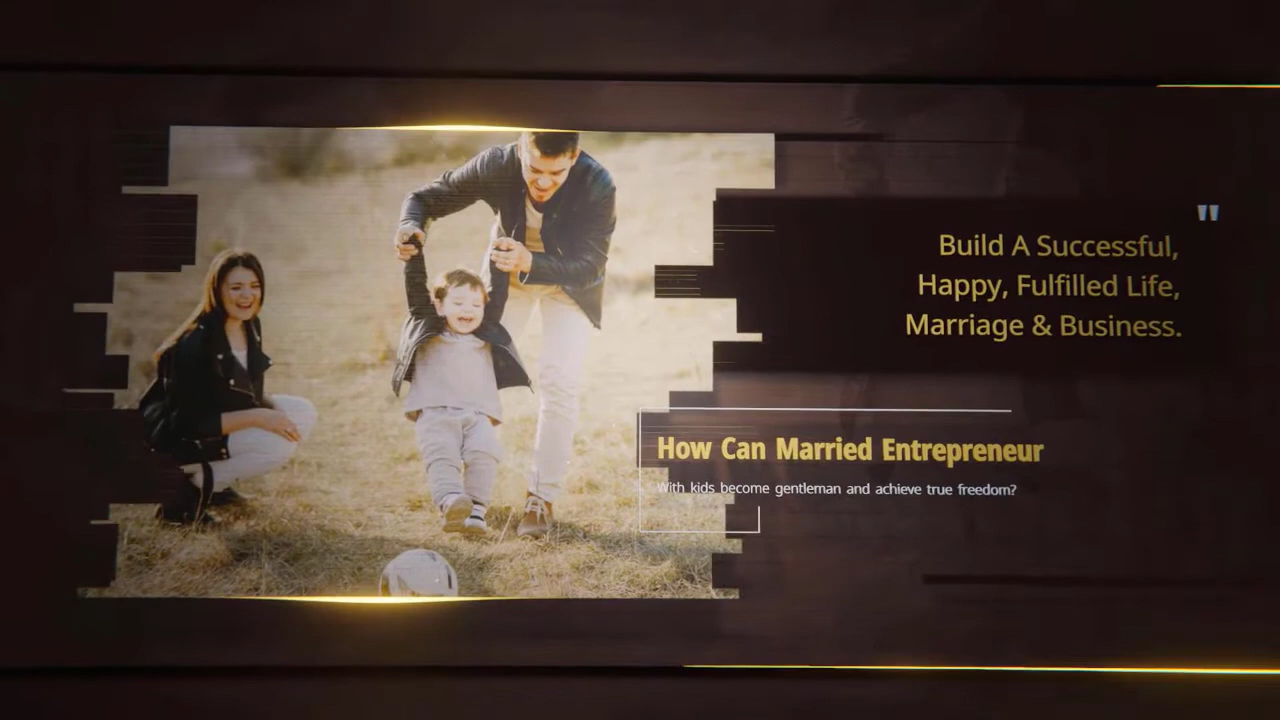 "
Build A Successful,
Happy, Fulfilled Life,
Marriage & Business.
How Can Married Entrepreneur
With kids become gentleman and achieve true freedom?